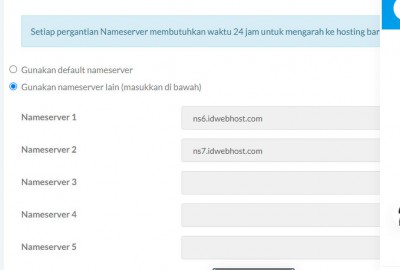 Setiap pergantian Nameserver membutuhkan waktu 24 jam untuk mengarah ke hosting
Gunakan default nameserver
Gunakan nameserver lain (masukkan di bawah)
Nameserver 1
ns6.idwebhost.com
Nameserver 2
ns7.idwebhost.com
Nameserver 3
Nameserver 4
Nameserver 5